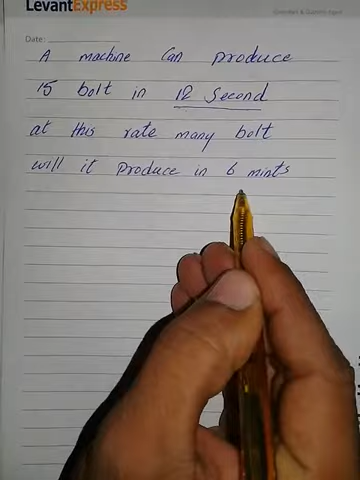 LevantExpress
Date:
A machine Can produce
15 bolt in 12 Second
at this rate many bolt
will it produce in 6 mints